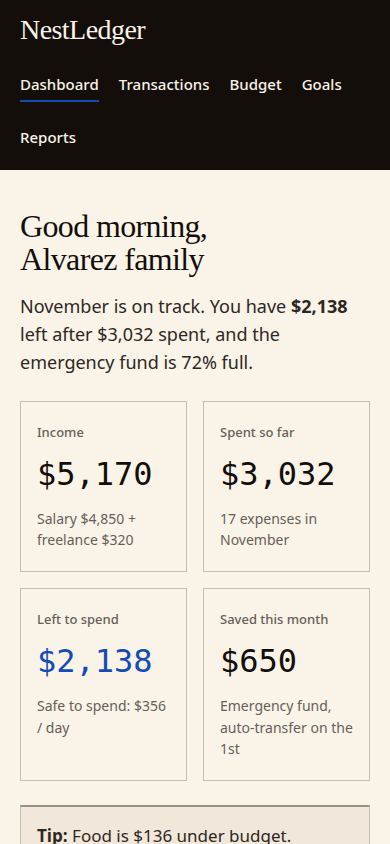 NestLedger
Dashboard Transactions Budget Goals
Reports
Good morning,
Alvarez family
November is on track. You have $2,138
left after $3,032 spent, and the
emergency fund is 72% full.
Income
$5,170
Salary $4,850 +
freelance $320
Spent so far
$3,032
17 expenses in
November
Left to spend
$2,138
Safe to spend: $356
/ day
Saved this month
$650
Emergency fund,
auto-transfer on the
1st
Tip: Food is $136 under budget.